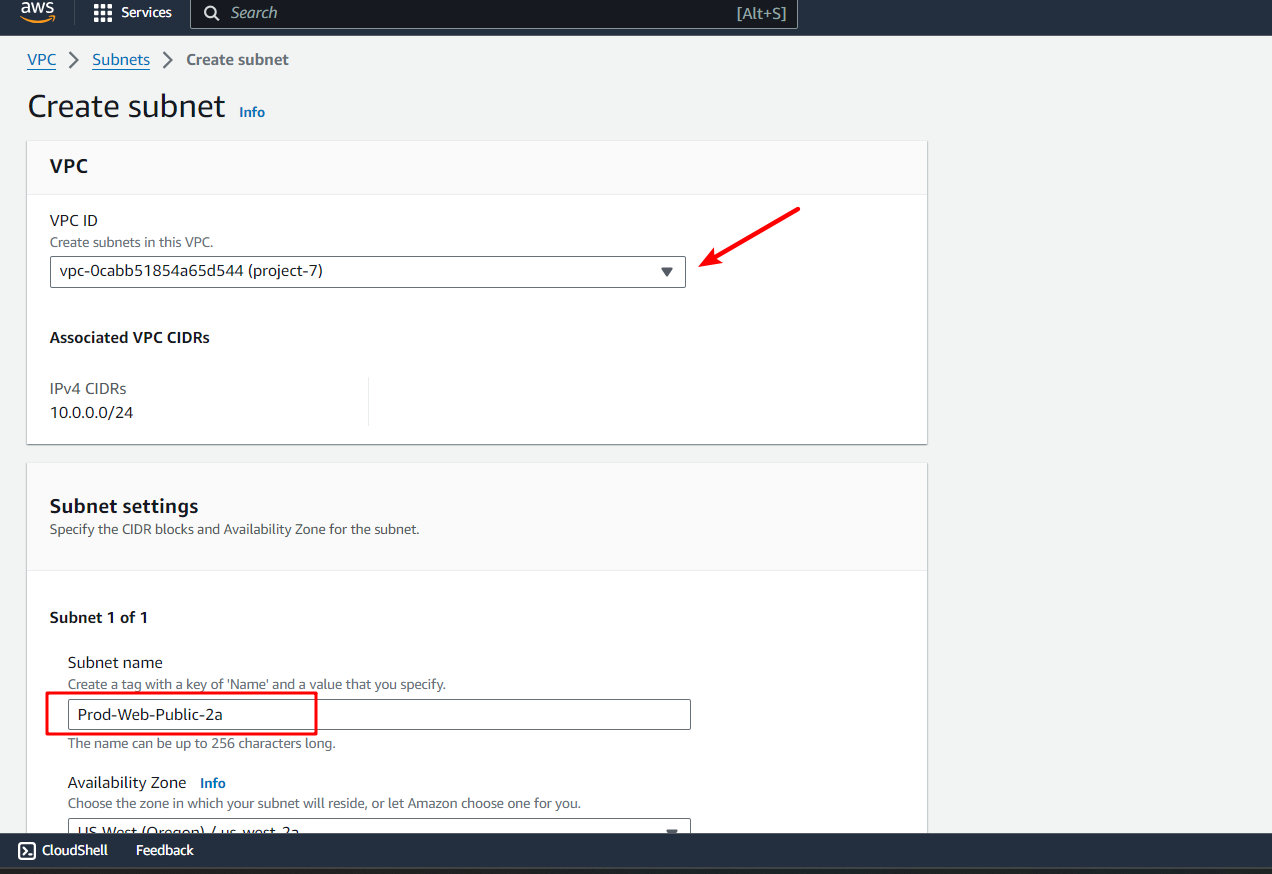 aws Services Search [Alt+S]
VPC > Subnets > Create subnet
Create subnet Info
VPC
VPC ID
Create subnets in this VPC.
vpc-0cabb51854a65d544 (project-7)
Associated VPC CIDRs
IPv4 CIDRs
10.0.0.0/24
Subnet settings
Specify the CIDR blocks and Availability Zone for the subnet.
Subnet 1 of 1
Subnet name
Create a tag with a key of 'Name' and a value that you specify.
Prod-Web-Public-2a
The name can be up to 256 characters long.
Availability Zone Info
Choose the zone in which your subnet will reside, or let Amazon choose one for you.
US West (Oregon) / us-west-2a
CloudShell Feedback